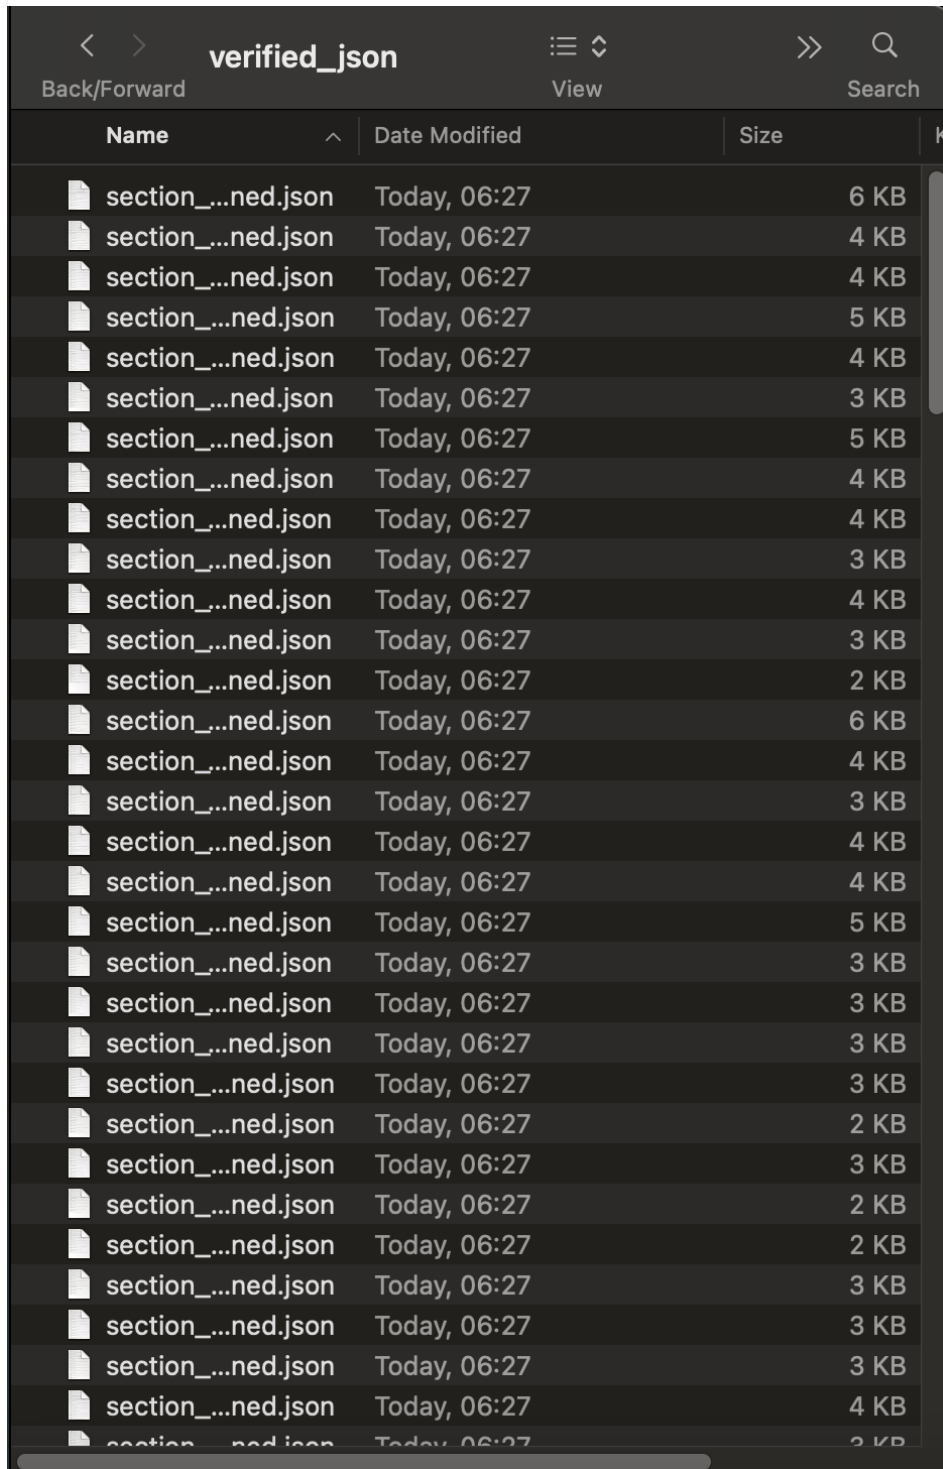 verified_json
Back/Forward View Search
Name Date Modified Size
section_...ned.json Today, 06:27 6 KB
section_...ned.json Today, 06:27 4 KB
section_...ned.json Today, 06:27 4 KB
section_...ned.json Today, 06:27 5 KB
section_...ned.json Today, 06:27 4 KB
section_...ned.json Today, 06:27 3 KB
section_...ned.json Today, 06:27 5 KB
section_...ned.json Today, 06:27 4 KB
section_...ned.json Today, 06:27 4 KB
section_...ned.json Today, 06:27 3 KB
section_...ned.json Today, 06:27 4 KB
section_...ned.json Today, 06:27 3 KB
section_...ned.json Today, 06:27 2 KB
section_...ned.json Today, 06:27 6 KB
section_...ned.json Today, 06:27 4 KB
section_...ned.json Today, 06:27 3 KB
section_...ned.json Today, 06:27 4 KB
section_...ned.json Today, 06:27 4 KB
section_...ned.json Today, 06:27 5 KB
section_...ned.json Today, 06:27 3 KB
section_...ned.json Today, 06:27 3 KB
section_...ned.json Today, 06:27 3 KB
section_...ned.json Today, 06:27 3 KB
section_...ned.json Today, 06:27 2 KB
section_...ned.json Today, 06:27 3 KB
section_...ned.json Today, 06:27 2 KB
section_...ned.json Today, 06:27 2 KB
section_...ned.json Today, 06:27 3 KB
section_...ned.json Today, 06:27 3 KB
section_...ned.json Today, 06:27 3 KB
section_...ned.json Today, 06:27 4 KB